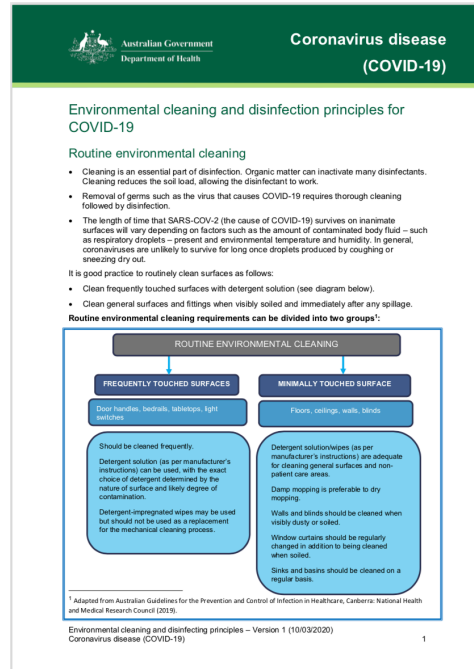 Australian Government
Department of Health
Coronavirus disease
(COVID-19)
Environmental cleaning and disinfection principles for
COVID-19
Routine environmental cleaning
• Cleaning is an essential part of disinfection. Organic matter can inactivate many disinfectants.
Cleaning reduces the soil load, allowing the disinfectant to work.
• Removal of germs such as the virus that causes COVID-19 requires thorough cleaning
followed by disinfection.
• The length of time that SARS-COV-2 (the cause of COVID-19) survives on inanimate
surfaces will vary depending on factors such as the amount of contaminated body fluid – such
as respiratory droplets – present and environmental temperature and humidity. In general,
coronaviruses are unlikely to survive for long once droplets produced by coughing or
sneezing dry out.
It is good practice to routinely clean surfaces as follows:
• Clean frequently touched surfaces with detergent solution (see diagram below).
• Clean general surfaces and fittings when visibly soiled and immediately after any spillage.
Routine environmental cleaning requirements can be divided into two groups¹:
ROUTINE ENVIRONMENTAL CLEANING
FREQUENTLY TOUCHED SURFACES
Door handles, bedrails, tabletops, light
switches
Should be cleaned frequently.
Detergent solution (as per manufacturer's
instructions) can be used, with the exact
choice of detergent determined by the
nature of surface and likely degree of
contamination.
Detergent-impregnated wipes may be used
but should not be used as a replacement
for the mechanical cleaning process.
MINIMALLY TOUCHED SURFACE
Floors, ceilings, walls, blinds
Detergent solution/wipes (as per
manufacturer's instructions) are adequate
for cleaning general surfaces and non-
patient care areas.
Damp mopping is preferable to dry
mopping.
Walls and blinds should be cleaned when
visibly dusty or soiled.
Window curtains should be regularly
changed in addition to being cleaned
when soiled.
Sinks and basins should be cleaned on a
regular basis.
¹ Adapted from Australian Guidelines for the Prevention and Control of Infection in Healthcare, Canberra: National Health
and Medical Research Council (2019).
Environmental cleaning and disinfecting principles – Version 1 (10/03/2020)
Coronavirus disease (COVID-19) 1